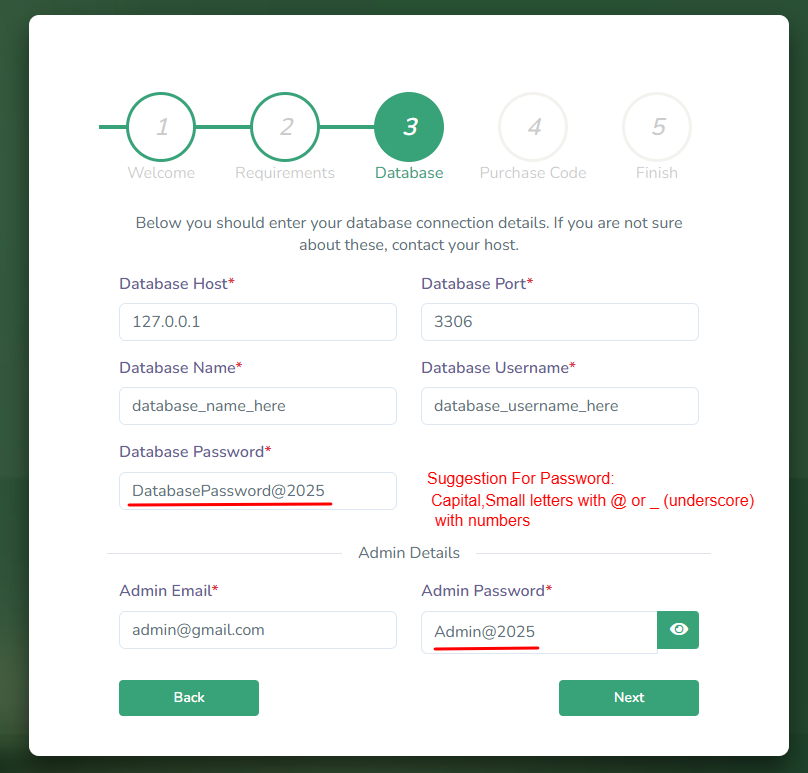 1 2 3 4 5
Welcome Requirements Database Purchase Code Finish
Below you should enter your database connection details. If you are not sure
about these, contact your host.
Database Host* Database Port*
127.0.0.1 3306
Database Name* Database Username*
database_name_here database_username_here
Database Password*
DatabasePassword@2025
Suggestion For Password:
Capital,Small letters with @ or _ (underscore)
with numbers
Admin Details
Admin Email* Admin Password*
admin@gmail.com Admin@2025
Back Next